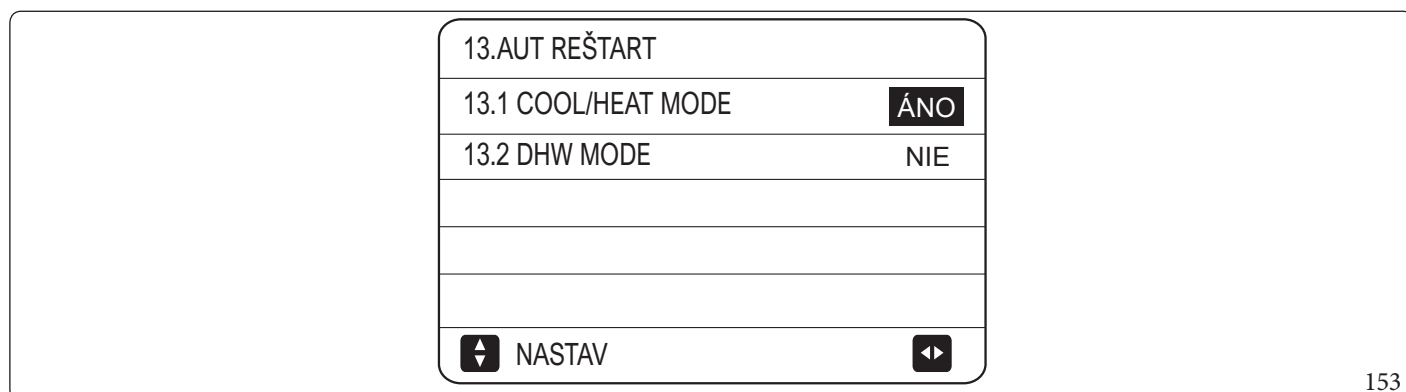 13.AUT REŠTART
13.1 COOL/HEAT MODE ÁNO
13.2 DHW MODE NIE
NASTAV
153